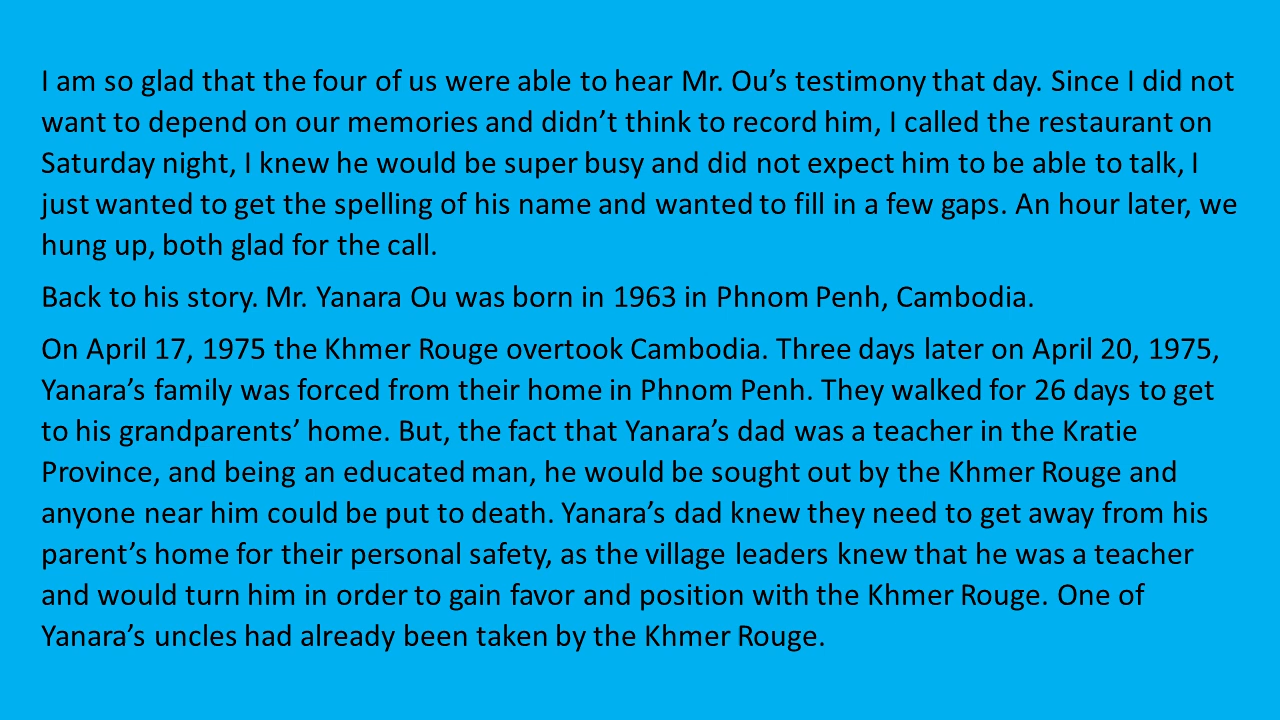 I am so glad that the four of us were able to hear Mr. Ou’s testimony that day. Since I did not
want to depend on our memories and didn’t think to record him, I called the restaurant on
Saturday night, I knew he would be super busy and did not expect him to be able to talk, I
just wanted to get the spelling of his name and wanted to fill in a few gaps. An hour later, we
hung up, both glad for the call.
Back to his story. Mr. Yanara Ou was born in 1963 in Phnom Penh, Cambodia.
On April 17, 1975 the Khmer Rouge overtook Cambodia. Three days later on April 20, 1975,
Yanara’s family was forced from their home in Phnom Penh. They walked for 26 days to get
to his grandparents’ home. But, the fact that Yanara’s dad was a teacher in the Kratie
Province, and being an educated man, he would be sought out by the Khmer Rouge and
anyone near him could be put to death. Yanara’s dad knew they need to get away from his
parent’s home for their personal safety, as the village leaders knew that he was a teacher
and would turn him in order to gain favor and position with the Khmer Rouge. One of
Yanara’s uncles had already been taken by the Khmer Rouge.